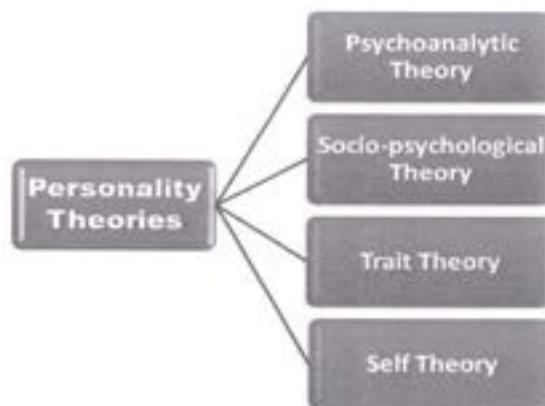 Personality
Theories
Psychoanalytic
Theory
Socio-psychological
Theory
Trait Theory
Self Theory